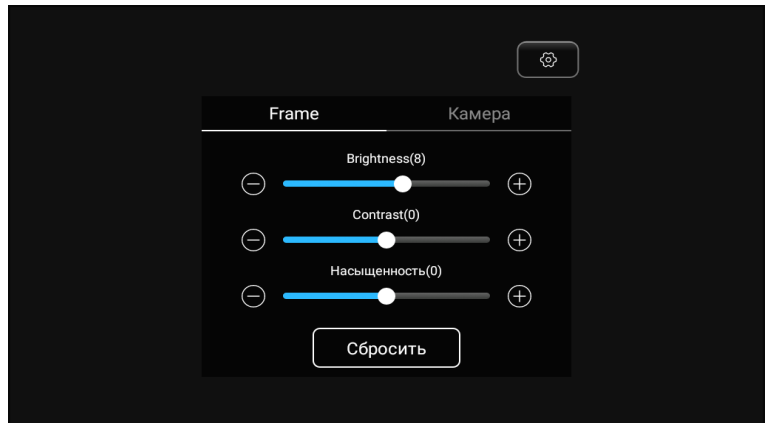 Frame Камера
Brightness(8)
Contrast(0)
Насыщенность(0)
Сбросить